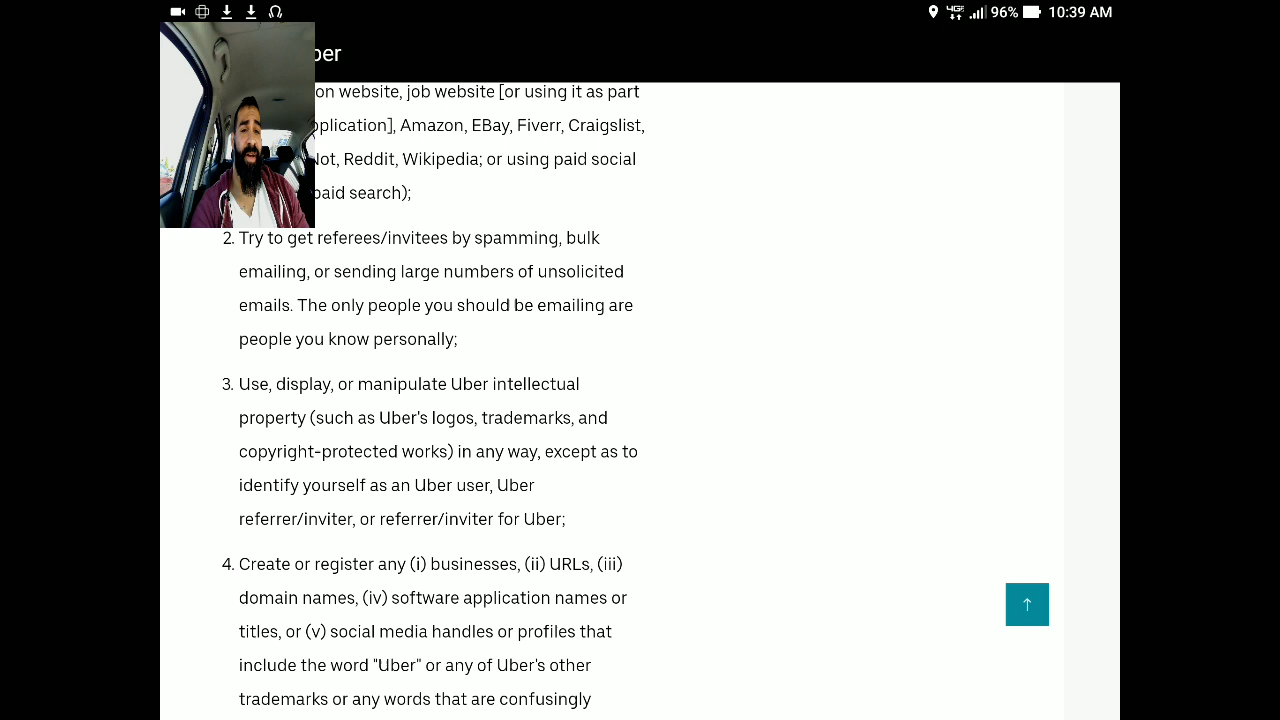 96% 10:39 AM
ber
on website, job website [or using it as part
plication], Amazon, EBay, Fiverr, Craigslist,
Not, Reddit, Wikipedia; or using paid social
paid search);
2. Try to get referees/invitees by spamming, bulk
emailing, or sending large numbers of unsolicited
emails. The only people you should be emailing are
people you know personally;
3. Use, display, or manipulate Uber intellectual
property (such as Uber's logos, trademarks, and
copyright-protected works) in any way, except as to
identify yourself as an Uber user, Uber
referrer/inviter, or referrer/inviter for Uber;
4. Create or register any (i) businesses, (ii) URLs, (iii)
domain names, (iv) software application names or
titles, or (v) social media handles or profiles that
include the word "Uber" or any of Uber's other
trademarks or any words that are confusingly